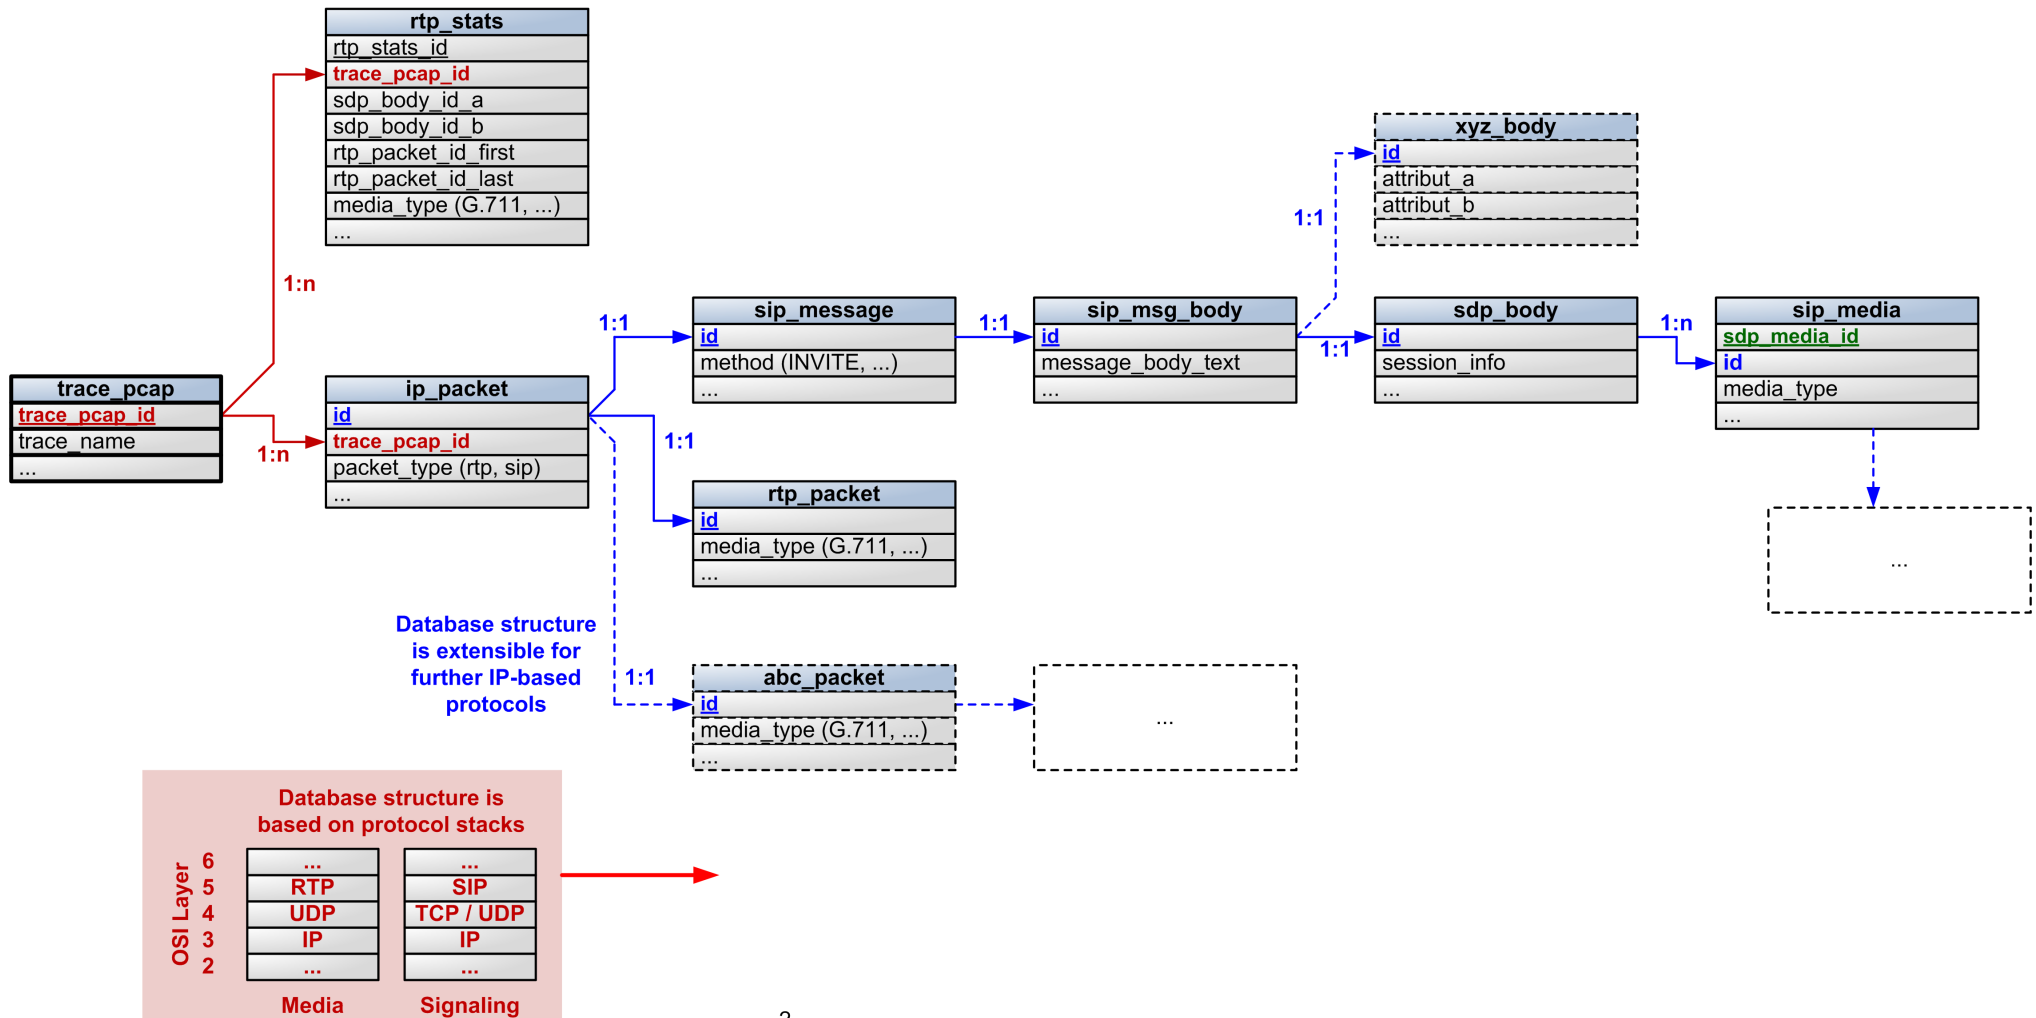 rtp_stats
rtp_stats_id
trace_pcap_id
sdp_body_id_a
sdp_body_id_b
rtp_packet_id_first
rtp_packet_id_last
media_type (G.711, ...)
...
1:n
trace_pcap
trace_pcap_id
trace_name
...
1:n
ip_packet
id
trace_pcap_id
packet_type (rtp, sip)
...
1:1
sip_message
id
method (INVITE, ...)
...
1:1
sip_msg_body
id
message_body_text
...
1:1
xyz_body
id
attribut_a
attribut_b
...
1:1
sdp_body
id
session_info
...
1:n
sip_media
sdp_media_id
id
media_type
...
...
1:1
rtp_packet
id
media_type (G.711, ...)
...
Database structure
is extensible for
further IP-based
protocols
1:1
abc_packet
id
media_type (G.711, ...)
...
...
Database structure is
based on protocol stacks
OSI Layer
6
5
4
3
2
...
RTP
UDP
IP
...
Media
...
SIP
TCP / UDP
IP
...
Signaling